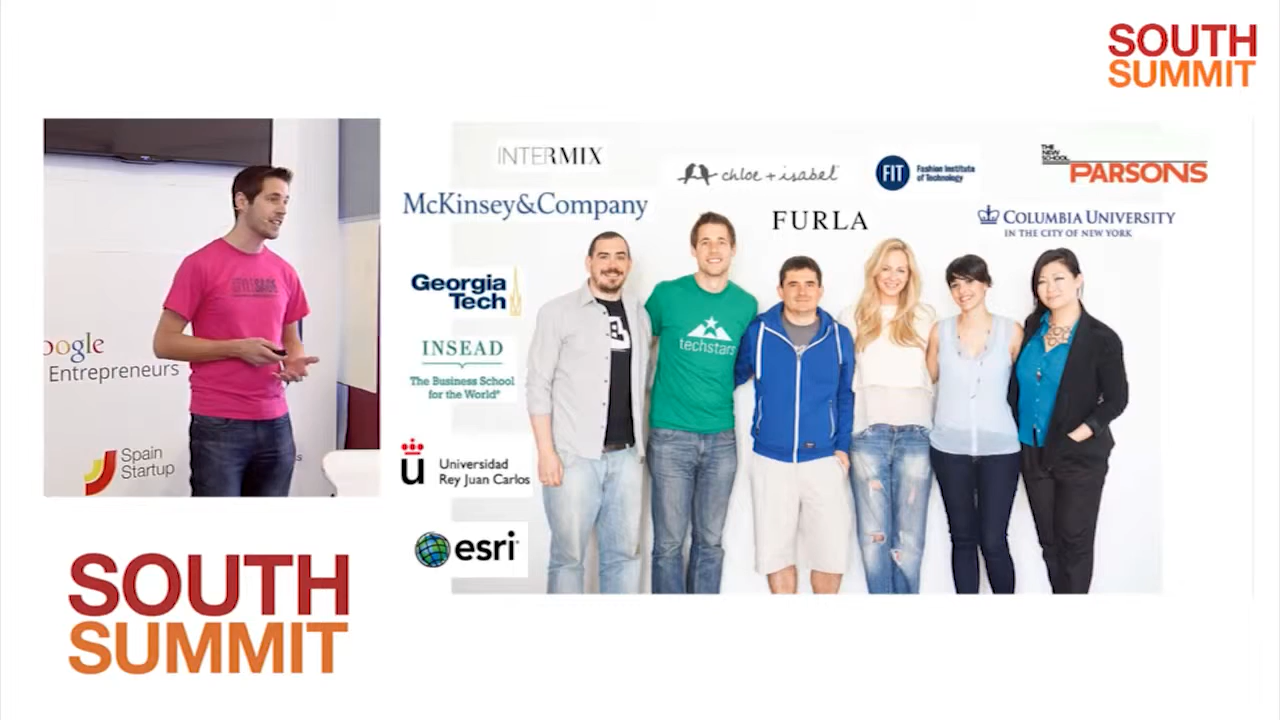 SOUTH
SUMMIT
INTERMIX
chloe + isabel
FIT
Fashion Institute
of Technology
THE
NEW
SCHOOL
PARSONS
McKinsey&Company
FURLA
COLUMBIA UNIVERSITY
IN THE CITY OF NEW YORK
Georgia
Tech
techstars
INSEAD
The Business School
for the World®
oogle
Entrepreneurs
Spain
Startup
s
u
Universidad
Rey Juan Carlos
esri
SOUTH
SUMMIT